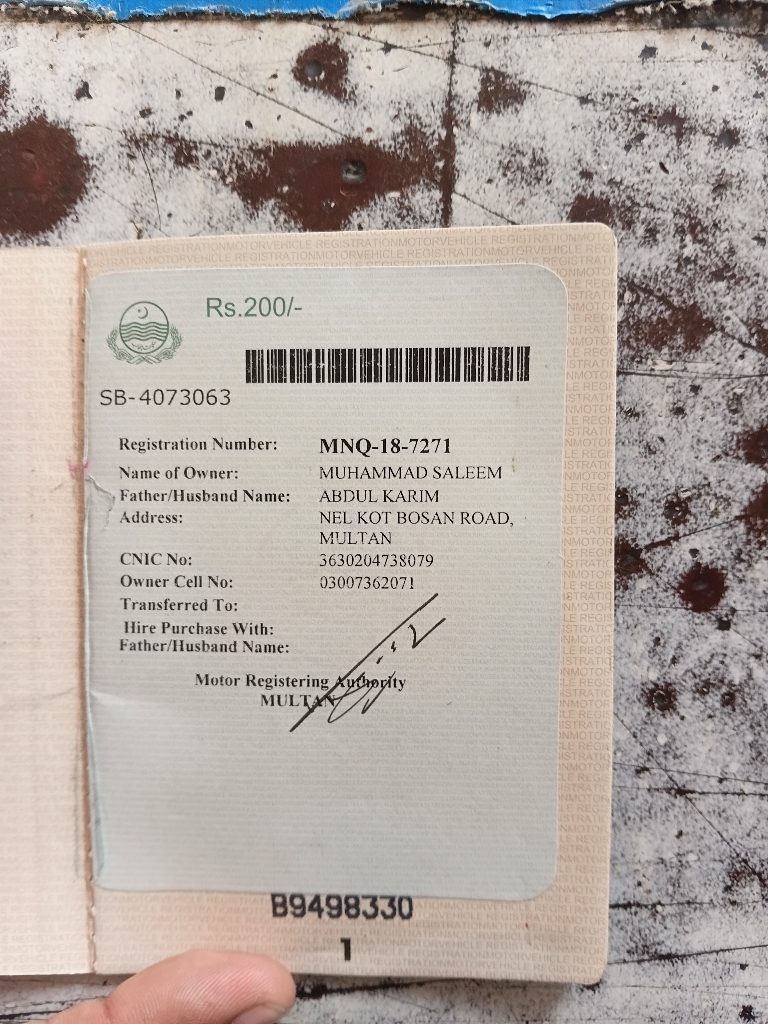 Rs.200/-
SB-4073063
Registration Number: MNQ-18-7271
Name of Owner: MUHAMMAD SALEEM
Father/Husband Name: ABDUL KARIM
Address: NEL KOT BOSAN ROAD,
MULTAN
CNIC No: 3630204738079
Owner Cell No: 03007362071
Transferred To:
Hire Purchase With:
Father/Husband Name:
Motor Registering Authority
MULTAN
B9498330
1